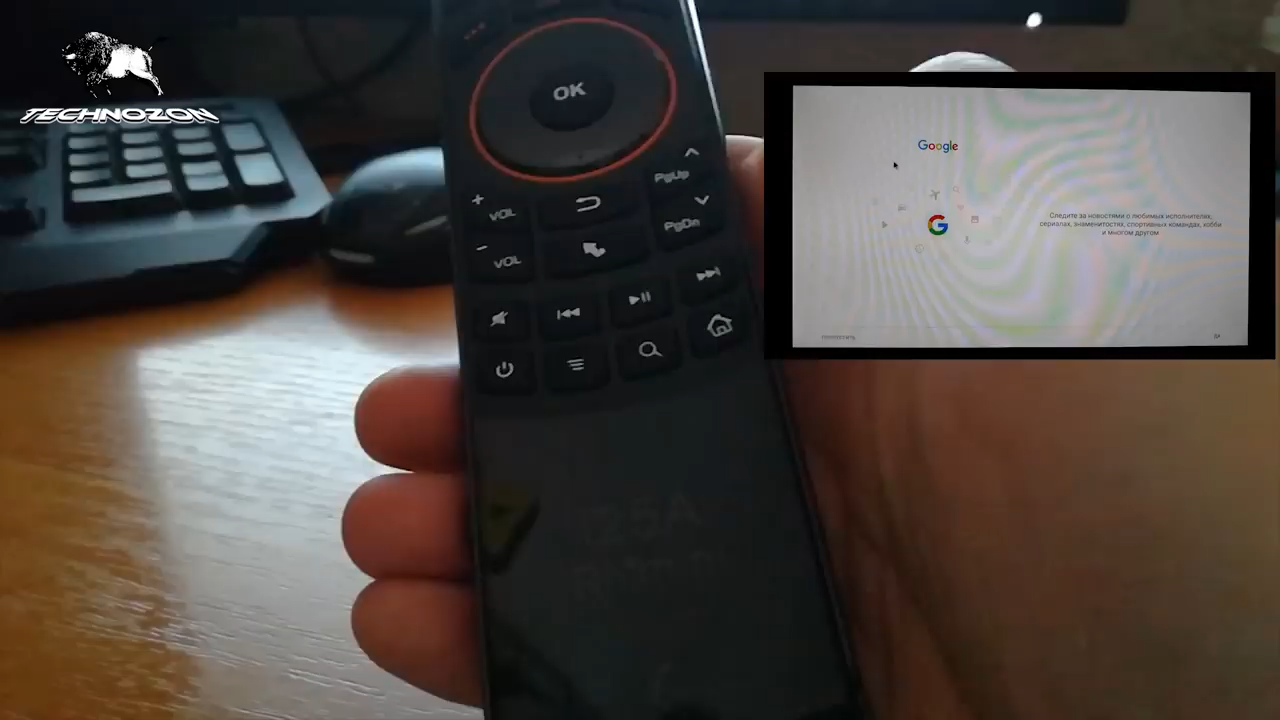 TECHNOZON
OK
PgUp
VOL
PgDn
VOL
Google
G
Следите за новостями о любимых исполнителях,
сериалах, знаменитостях, спортивных командах, хобби
и многом другом